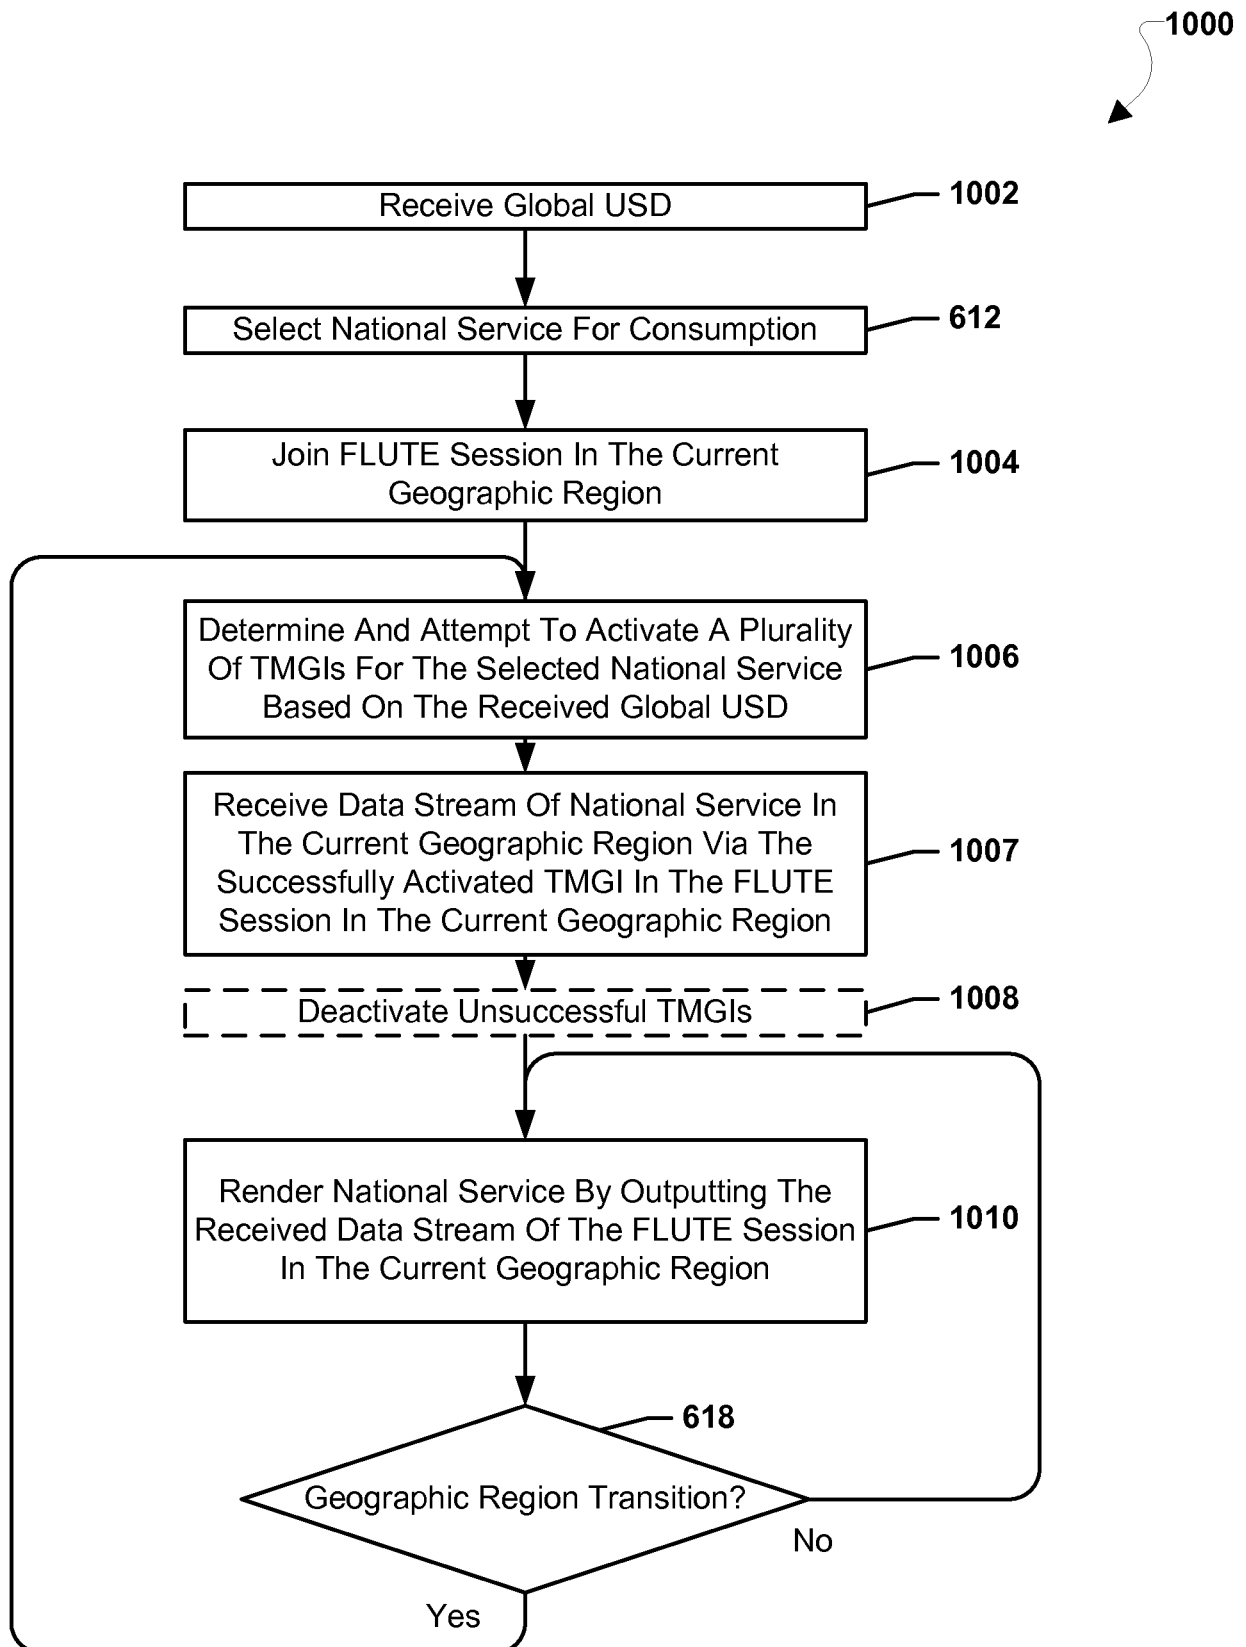 1000
Receive Global USD
1002
Select National Service For Consumption
612
Join FLUTE Session In The Current
Geographic Region
1004
Determine And Attempt To Activate A Plurality
Of TMGIs For The Selected National Service
Based On The Received Global USD
1006
Receive Data Stream Of National Service In
The Current Geographic Region Via The
Successfully Activated TMGI In The FLUTE
Session In The Current Geographic Region
1007
Deactivate Unsuccessful TMGIs
1008
Render National Service By Outputting The
Received Data Stream Of The FLUTE Session
In The Current Geographic Region
1010
618
Geographic Region Transition?
No
Yes